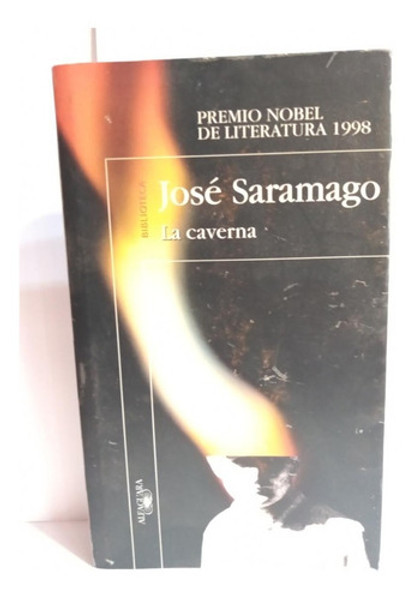 PREMIO NOBEL
DE LITERATURA 1998
BIBLIOTECA
José Saramago
La caverna
ALFAGUARA